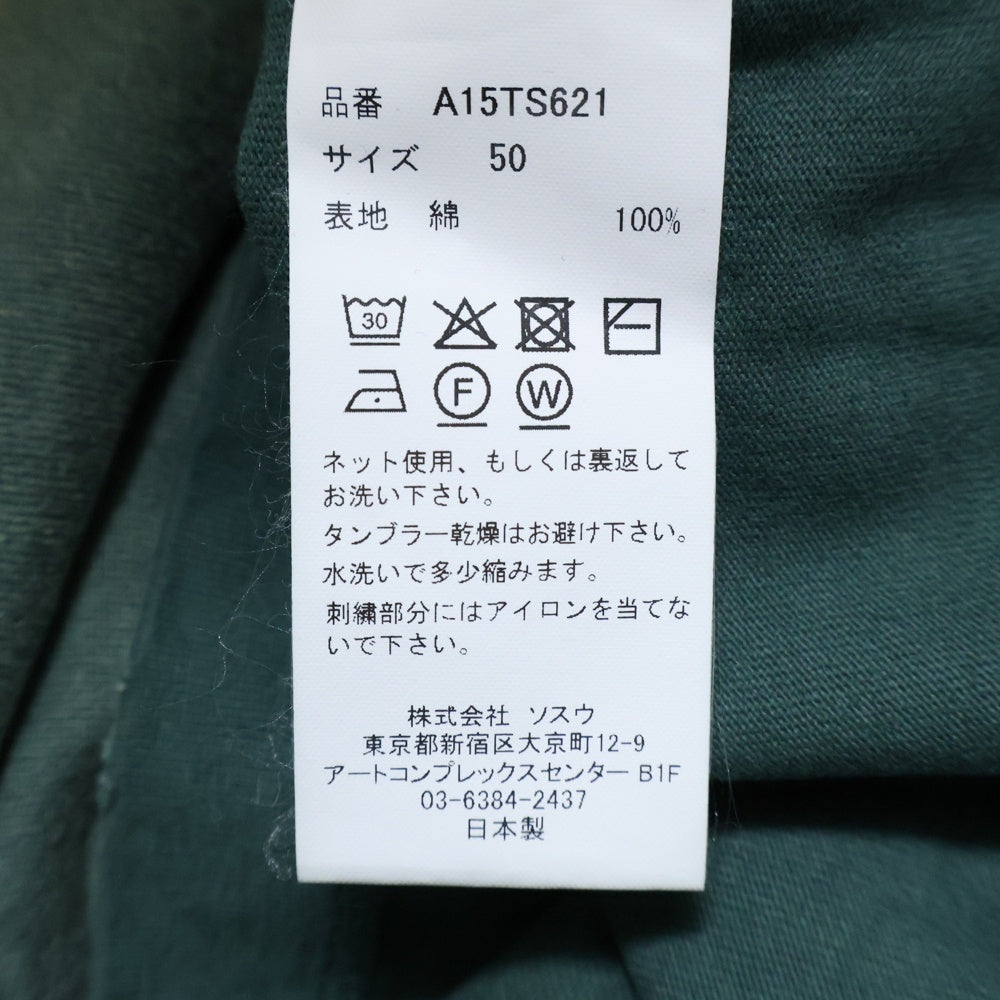 品番 A15TS621
サイズ 50
表地 綿 100%
30
F W
ネット使用、もしくは裏返して
お洗い下さい。
タンブラー乾燥はお避け下さい。
水洗いで多少縮みます。
刺繍部分にはアイロンを当てな
いで下さい。
株式会社 ソスウ
東京都新宿区大京町12-9
アートコンプレックスセンター B1F
03-6384-2437
日本製